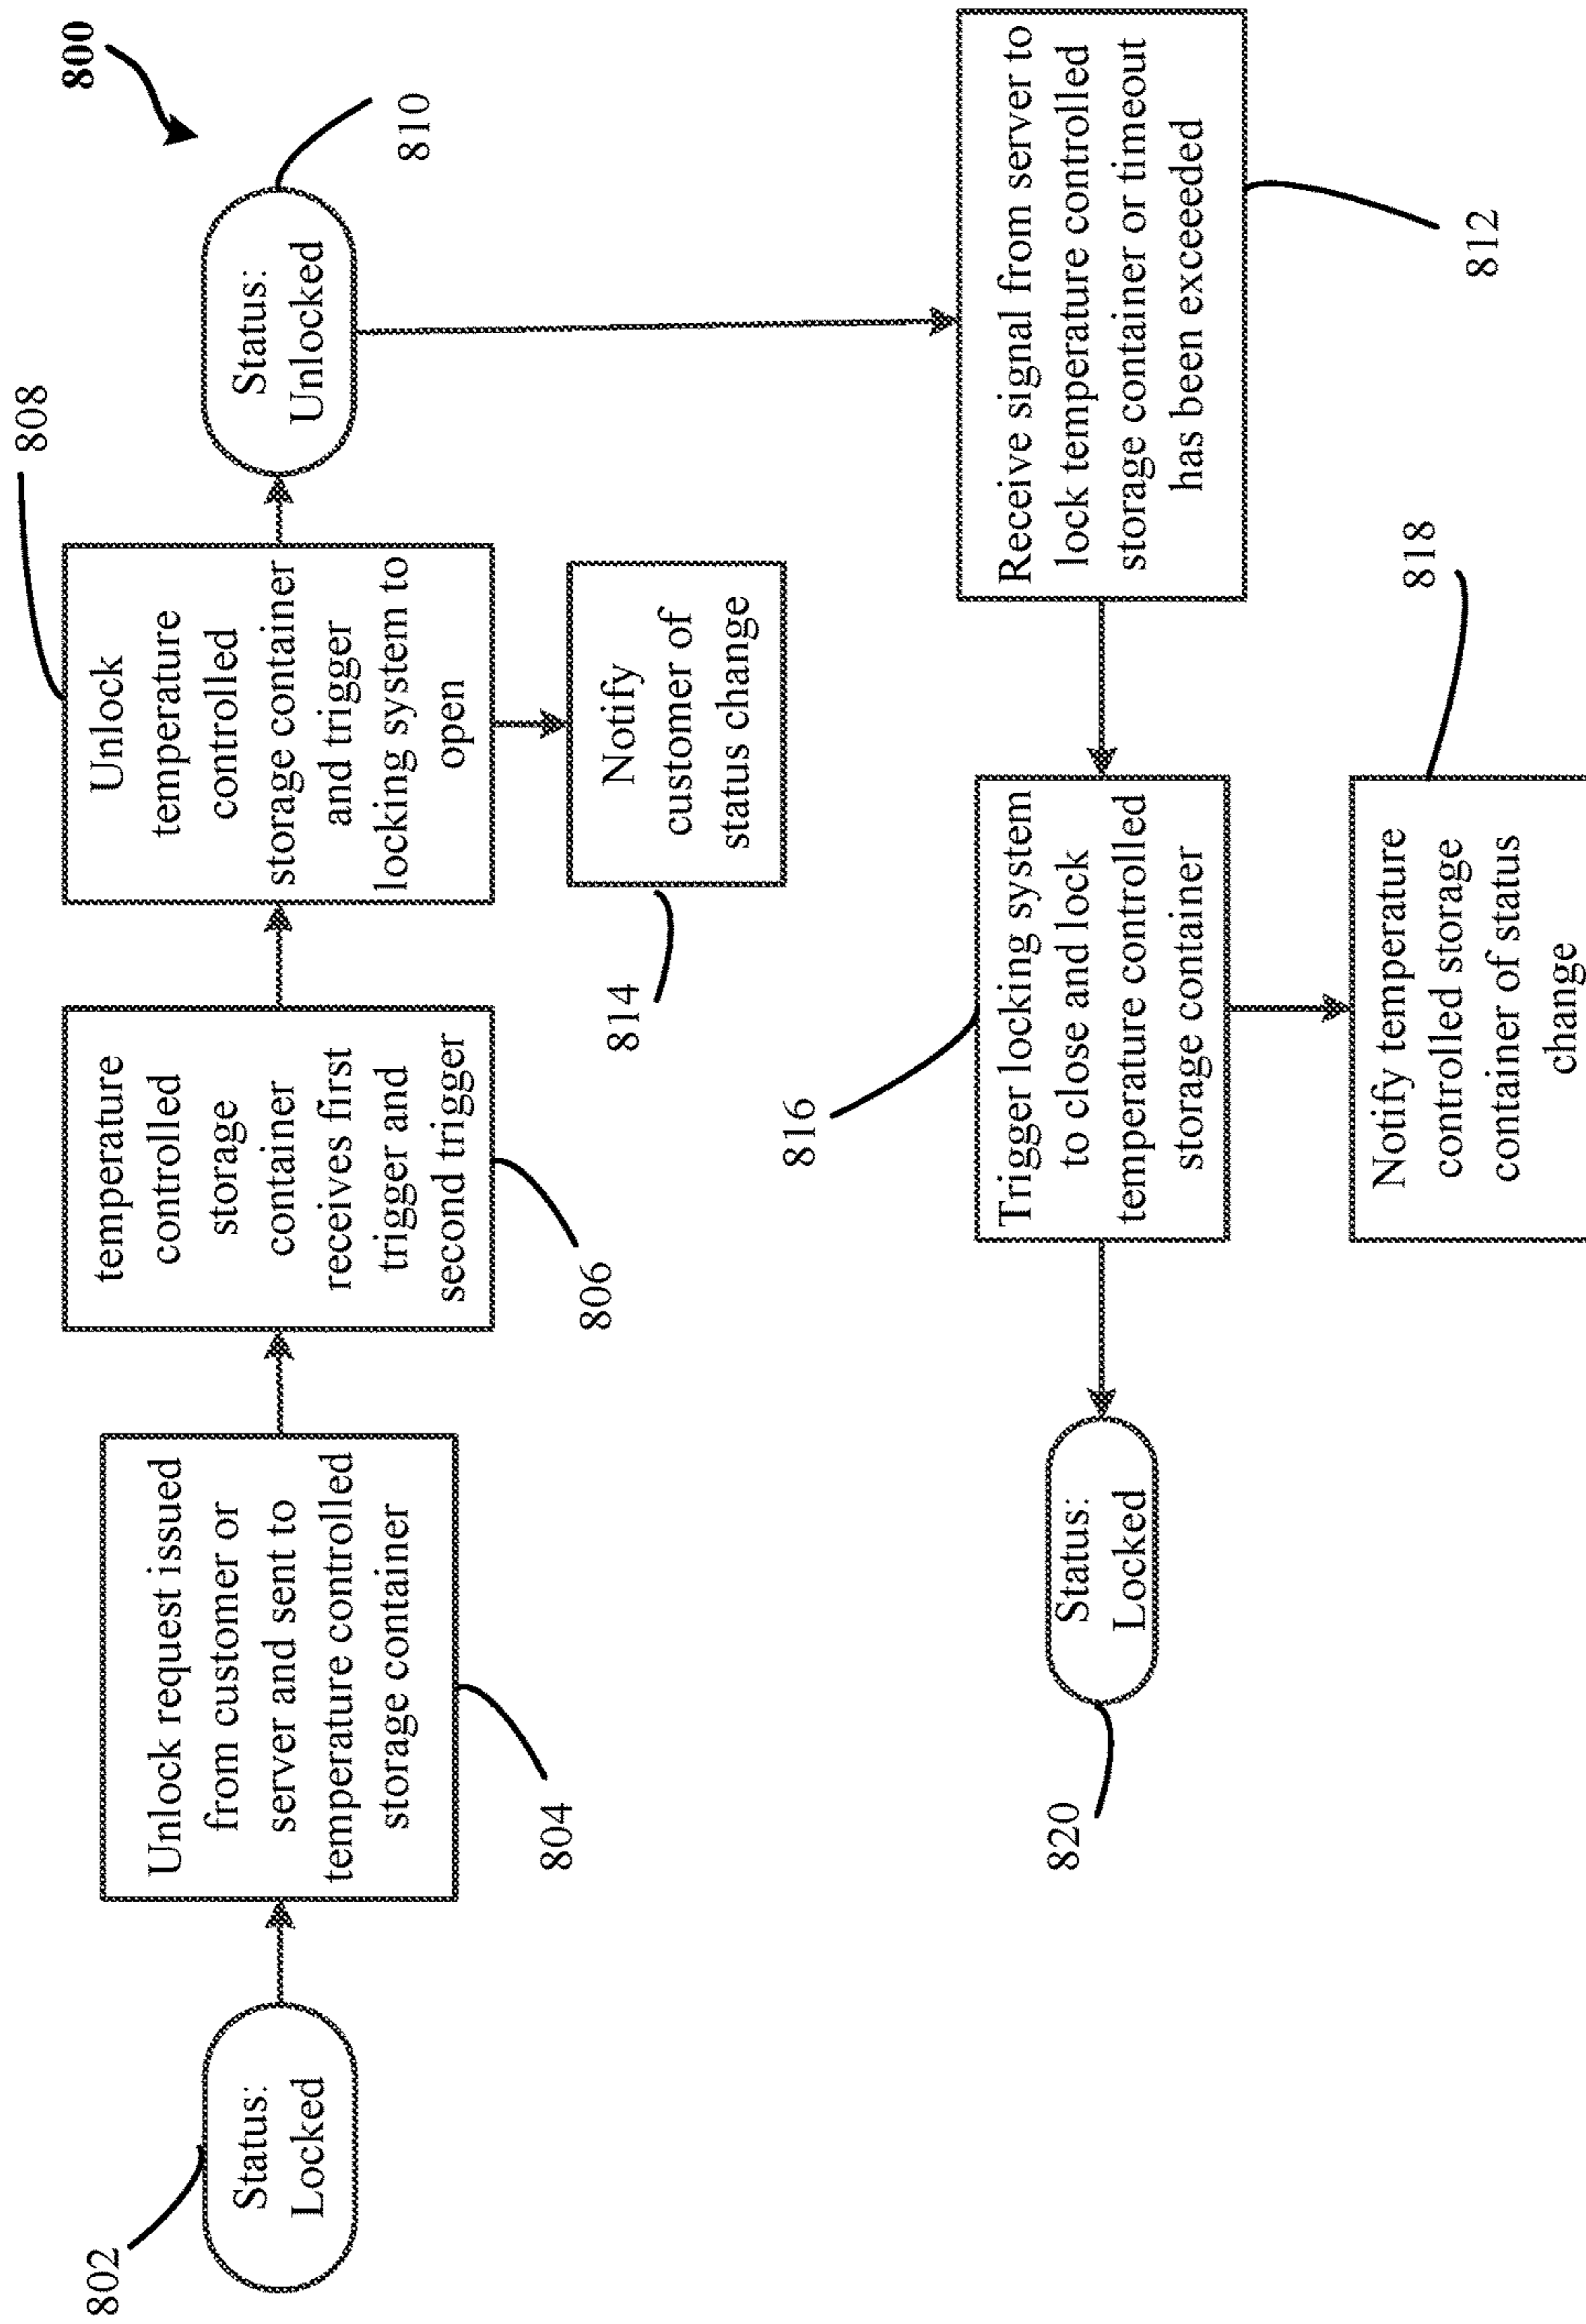 800
802
Status:
Locked
804
Unlock request issued
from customer or
server and sent to
temperature controlled
storage container
806
temperature
controlled
storage
container
receives first
trigger and
second trigger
808
Unlock
temperature
controlled
storage container
and trigger
locking system to
open
810
Status:
Unlocked
814
Notify
customer of
status change
812
Receive signal from server to
lock temperature controlled
storage container or timeout
has been exceeded
816
Trigger locking system
to close and lock
temperature controlled
storage container
818
Notify temperature
controlled storage
container of status
change
820
Status:
Locked